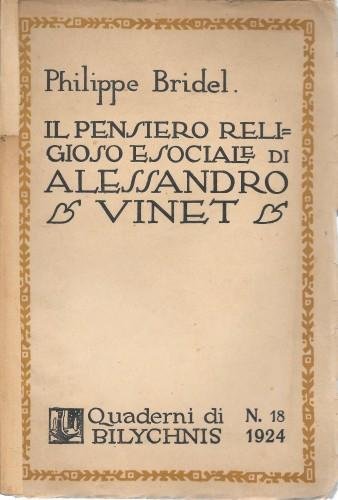 Philippe Bridel.
IL PENSIERO RELI=
GIOSO E SOCIALE DI
ALESSANDRO
VINET
Quaderni di N. 18
BILYCHNIS 1924